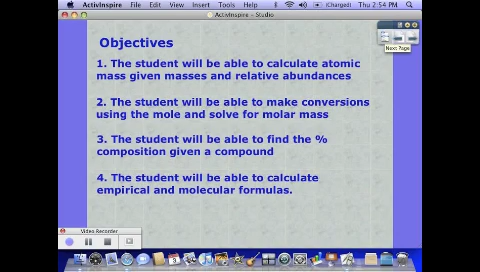 ActivInspire File Edit View Insert Tools Help (Charged) Thu 2:54 PM
ActivInspire – Studio
Next Page
Objectives
1. The student will be able to calculate atomic
mass given masses and relative abundances
2. The student will be able to make conversions
using the mole and solve for molar mass
3. The student will be able to find the %
composition given a compound
4. The student will be able to calculate
empirical and molecular formulas.
Video Recorder